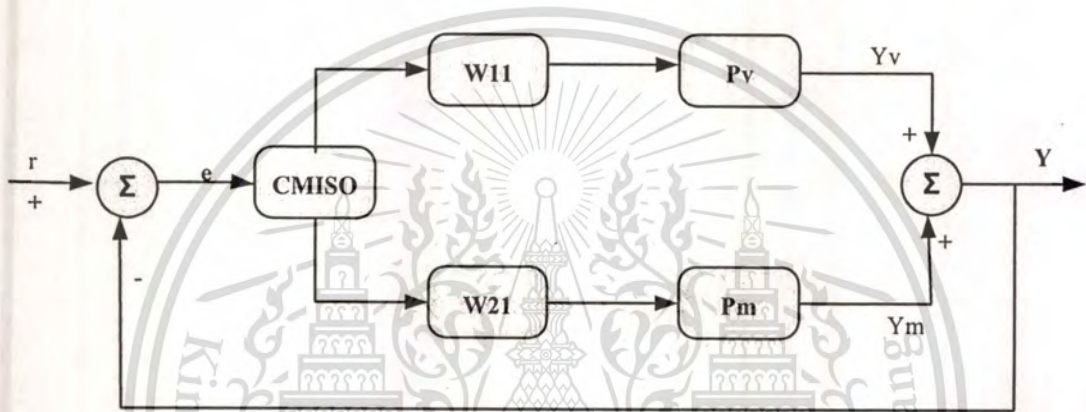 W11
Pv
Yv
r
+
Σ
e
CMISO
+
Σ
Y
-
+
W21
Pm
Ym